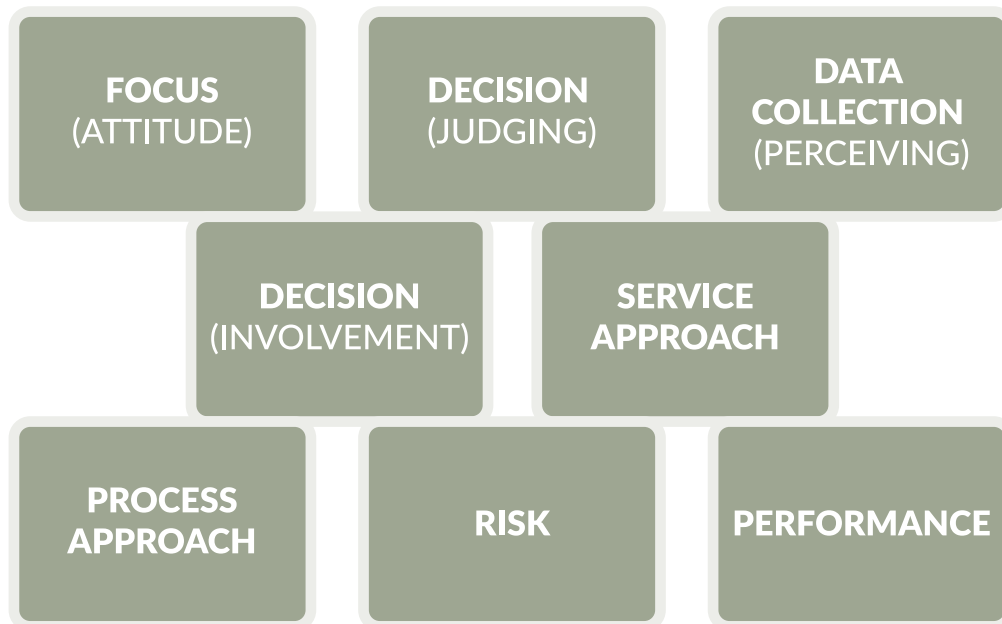 FOCUS
(ATTITUDE)
DECISION
(JUDGING)
DATA
COLLECTION
(PERCEIVING)
DECISION
(INVOLVEMENT)
SERVICE
APPROACH
PROCESS
APPROACH
RISK
PERFORMANCE